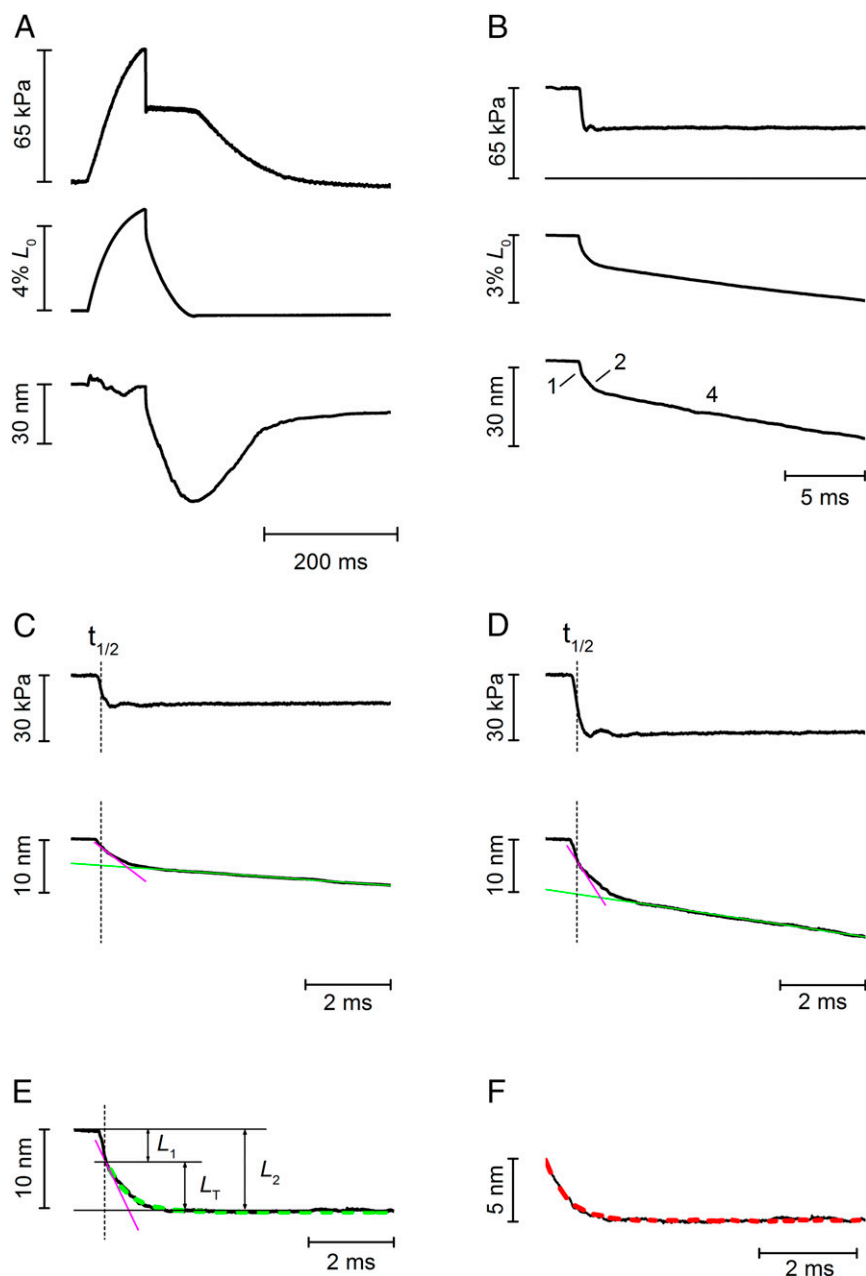 A
B
65 kPa
65 kPa
4% L₀
3% L₀
30 nm
30 nm
1
2
4
200 ms
5 ms
C
D
t₁/₂
t₁/₂
30 kPa
30 kPa
10 nm
10 nm
2 ms
2 ms
E
F
10 nm
L₁
L₂
L_T
5 nm
2 ms
2 ms